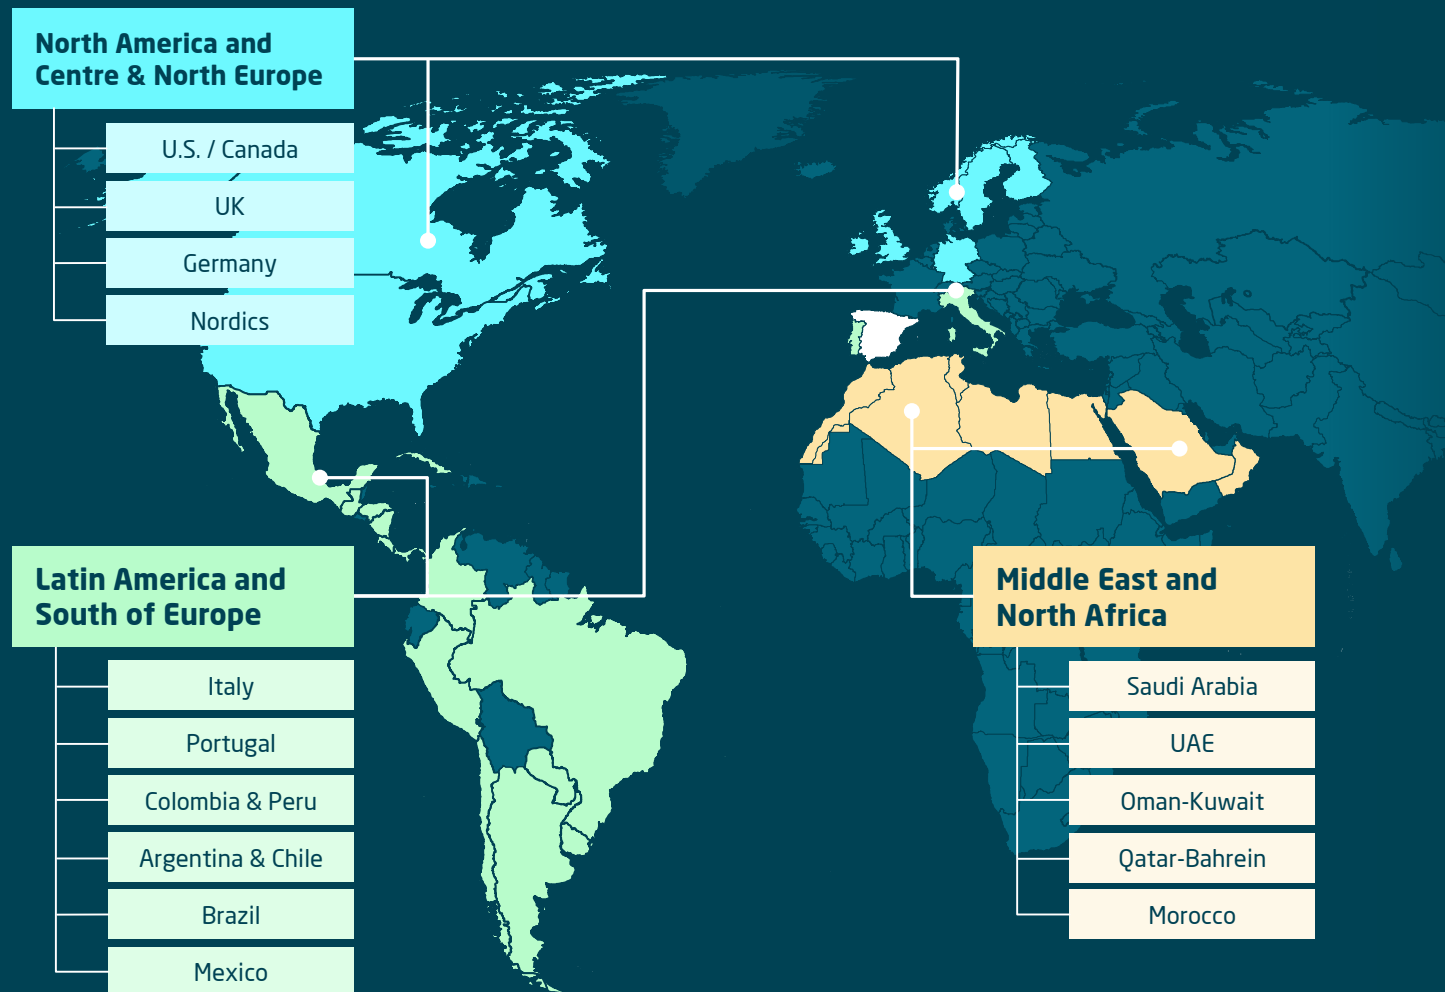 North America and
Centre & North Europe
U.S. / Canada
UK
Germany
Nordics
Latin America and
South of Europe
Italy
Portugal
Colombia & Peru
Argentina & Chile
Brazil
Mexico
Middle East and
North Africa
Saudi Arabia
UAE
Oman-Kuwait
Qatar-Bahrein
Morocco